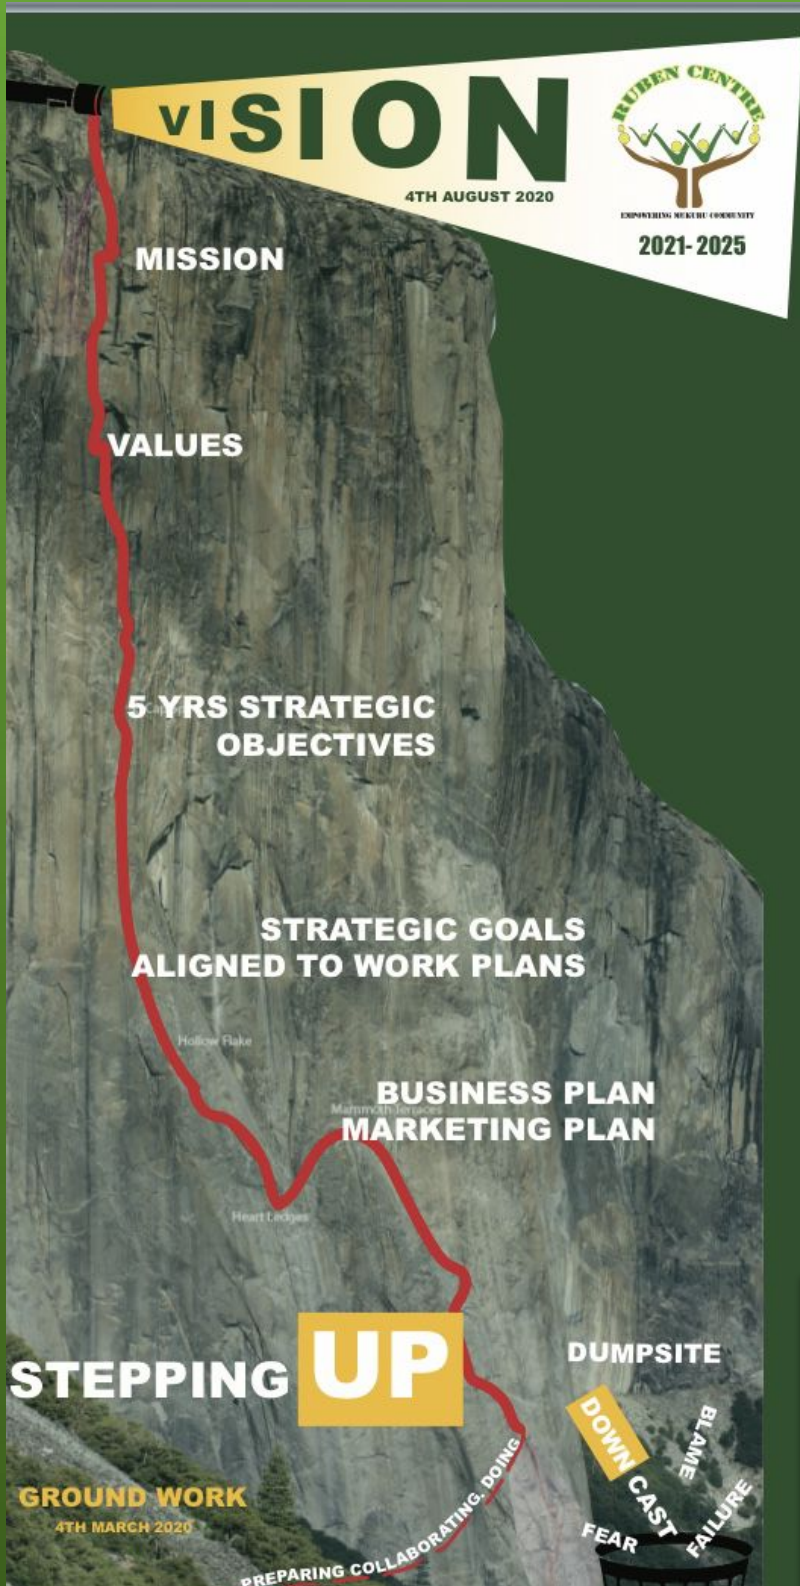 VISION
4TH AUGUST 2020
RUBEN CENTRE
EMPOWERING MUKURU COMMUNITY
2021-2025
MISSION
VALUES
5 YRS STRATEGIC
OBJECTIVES
STRATEGIC GOALS
ALIGNED TO WORK PLANS
Hollow Flake
BUSINESS PLAN
Mammoth Terraces
MARKETING PLAN
Heart Ledges
STEPPING UP
DUMPSITE
DOWN CAST
BLAME
FEAR
FAILURE
GROUND WORK
4TH MARCH 2020
PREPARING COLLABORATING, DOING